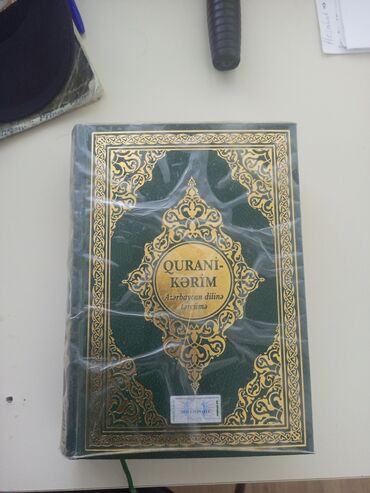 QURANİ-
KƏRİM
Azərbaycan dilinə
tərcümə